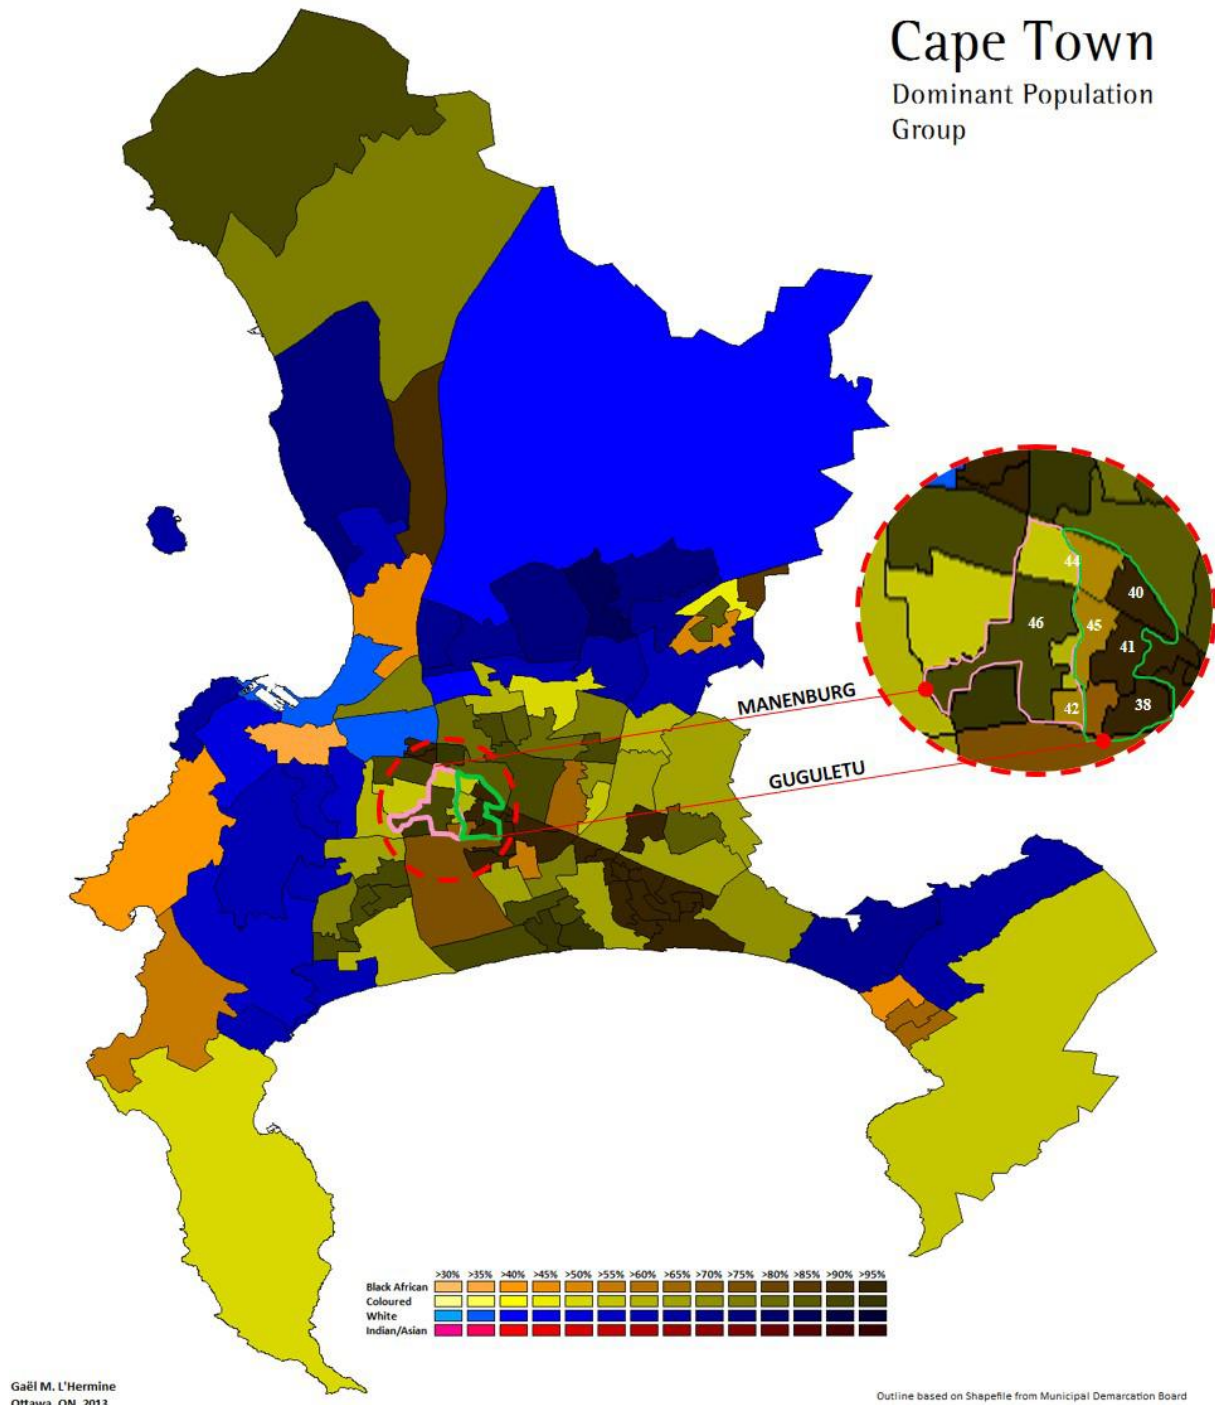 Cape Town
Dominant Population
Group
44
40
46
45
41
42
38
MANENBURG
GUGULETU
>30% >35% >40% >45% >50% >55% >60% >65% >70% >75% >80% >85% >90% >95%
Black African
Coloured
White
Indian/Asian
Gaël M. L'Hermine
Ottawa, ON, 2013
Outline based on Shapefile from Municipal Demarcation Board